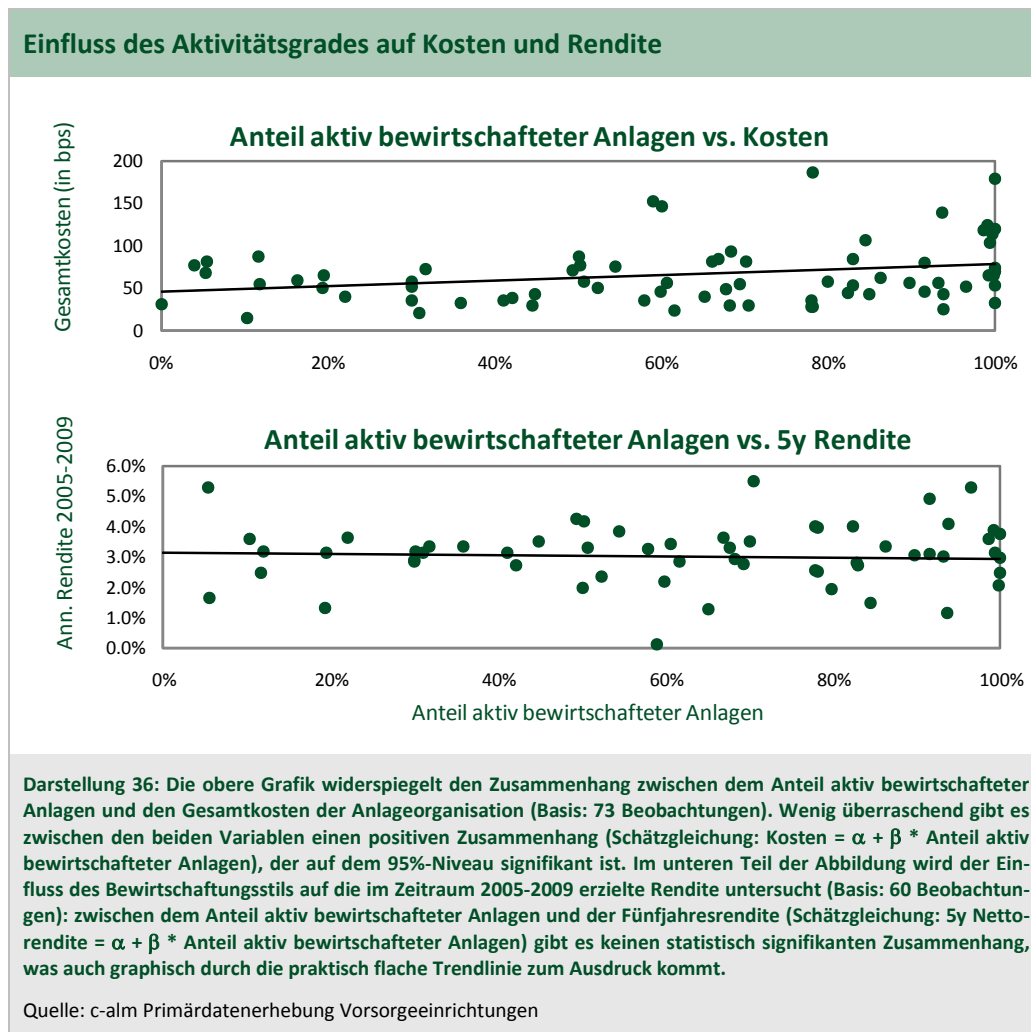 Einfluss des Aktivitätsgrades auf Kosten und Rendite
Anteil aktiv bewirtschafteter Anlagen vs. Kosten
Gesamtkosten (in bps)
200
150
100
50
0
0%
20%
40%
60%
80%
100%
Anteil aktiv bewirtschafteter Anlagen vs. 5y Rendite
Ann. Rendite 2005-2009
6.0%
5.0%
4.0%
3.0%
2.0%
1.0%
0.0%
0%
20%
40%
60%
80%
100%
Anteil aktiv bewirtschafteter Anlagen
Darstellung 36: Die obere Grafik widerspiegelt den Zusammenhang zwischen dem Anteil aktiv bewirtschafteter
Anlagen und den Gesamtkosten der Anlageorganisation (Basis: 73 Beobachtungen). Wenig überraschend gibt es
zwischen den beiden Variablen einen positiven Zusammenhang (Schätzgleichung: Kosten = α + β * Anteil aktiv
bewirtschafteter Anlagen), der auf dem 95%-Niveau signifikant ist. Im unteren Teil der Abbildung wird der Ein-
fluss des Bewirtschaftungsstils auf die im Zeitraum 2005-2009 erzielte Rendite untersucht (Basis: 60 Beobachtun-
gen): zwischen dem Anteil aktiv bewirtschafteter Anlagen und der Fünfjahresrendite (Schätzgleichung: 5y Netto-
rendite = α + β * Anteil aktiv bewirtschafteter Anlagen) gibt es keinen statistisch signifikanten Zusammenhang,
was auch graphisch durch die praktisch flache Trendlinie zum Ausdruck kommt.
Quelle: c-alm Primärdatenerhebung Vorsorgeeinrichtungen